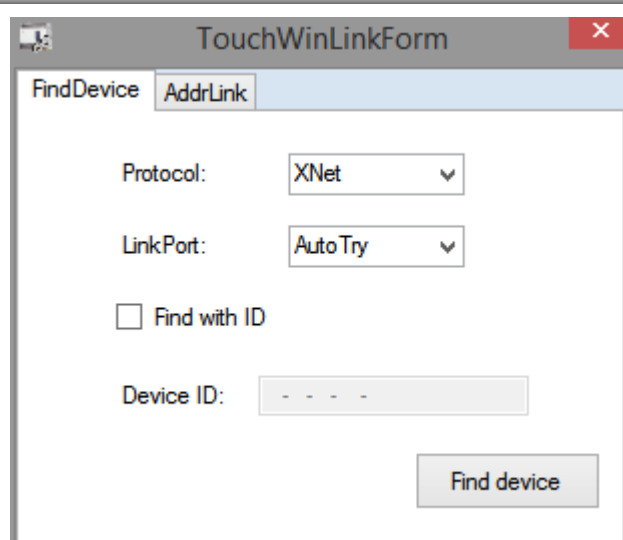 TouchWinLinkForm
FindDevice AddrLink
Protocol: XNet
LinkPort: AutoTry
Find with ID
Device ID: - - - -
Find device